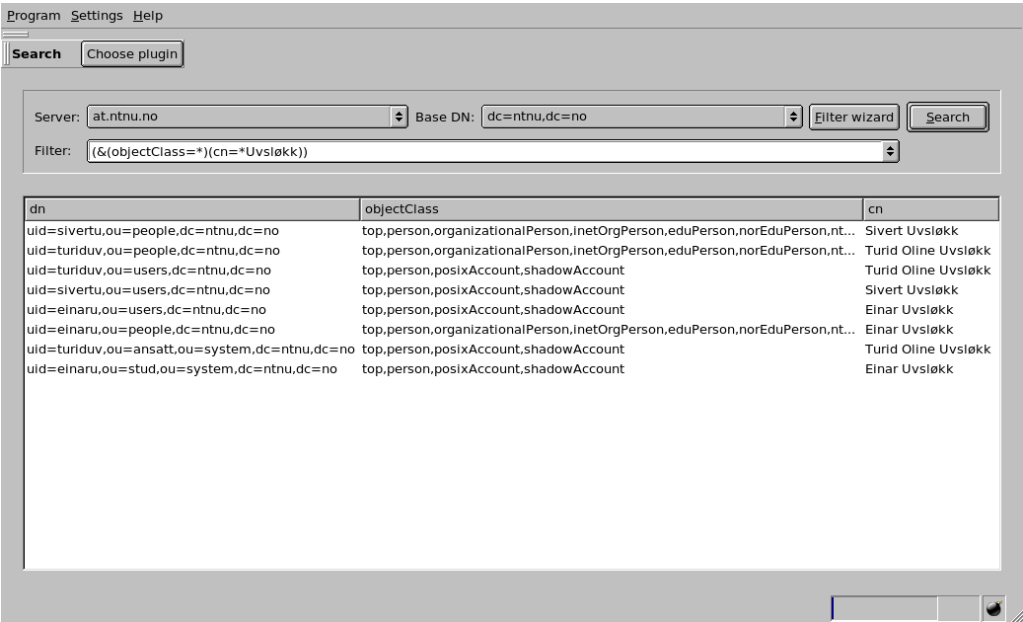 Program Settings Help
Search Choose plugin
Server: at.ntnu.no Base DN: dc=ntnu,dc=no Filter wizard Search
Filter: (&(objectClass=*)(cn=*Uvsløkk))
dn objectClass cn
uid=sivertu,ou=people,dc=ntnu,dc=no top,person,organizationalPerson,inetOrgPerson,eduPerson,norEduPerson,nt... Sivert Uvsløkk
uid=turiduv,ou=people,dc=ntnu,dc=no top,person,organizationalPerson,inetOrgPerson,eduPerson,norEduPerson,nt... Turid Oline Uvsløkk
uid=turiduv,ou=users,dc=ntnu,dc=no top,person,posixAccount,shadowAccount Turid Oline Uvsløkk
uid=sivertu,ou=users,dc=ntnu,dc=no top,person,posixAccount,shadowAccount Sivert Uvsløkk
uid=einaru,ou=users,dc=ntnu,dc=no top,person,posixAccount,shadowAccount Einar Uvsløkk
uid=einaru,ou=people,dc=ntnu,dc=no top,person,organizationalPerson,inetOrgPerson,eduPerson,norEduPerson,nt... Einar Uvsløkk
uid=turiduv,ou=ansatt,ou=system,dc=ntnu,dc=no top,person,posixAccount,shadowAccount Turid Oline Uvsløkk
uid=einaru,ou=stud,ou=system,dc=ntnu,dc=no top,person,posixAccount,shadowAccount Einar Uvsløkk